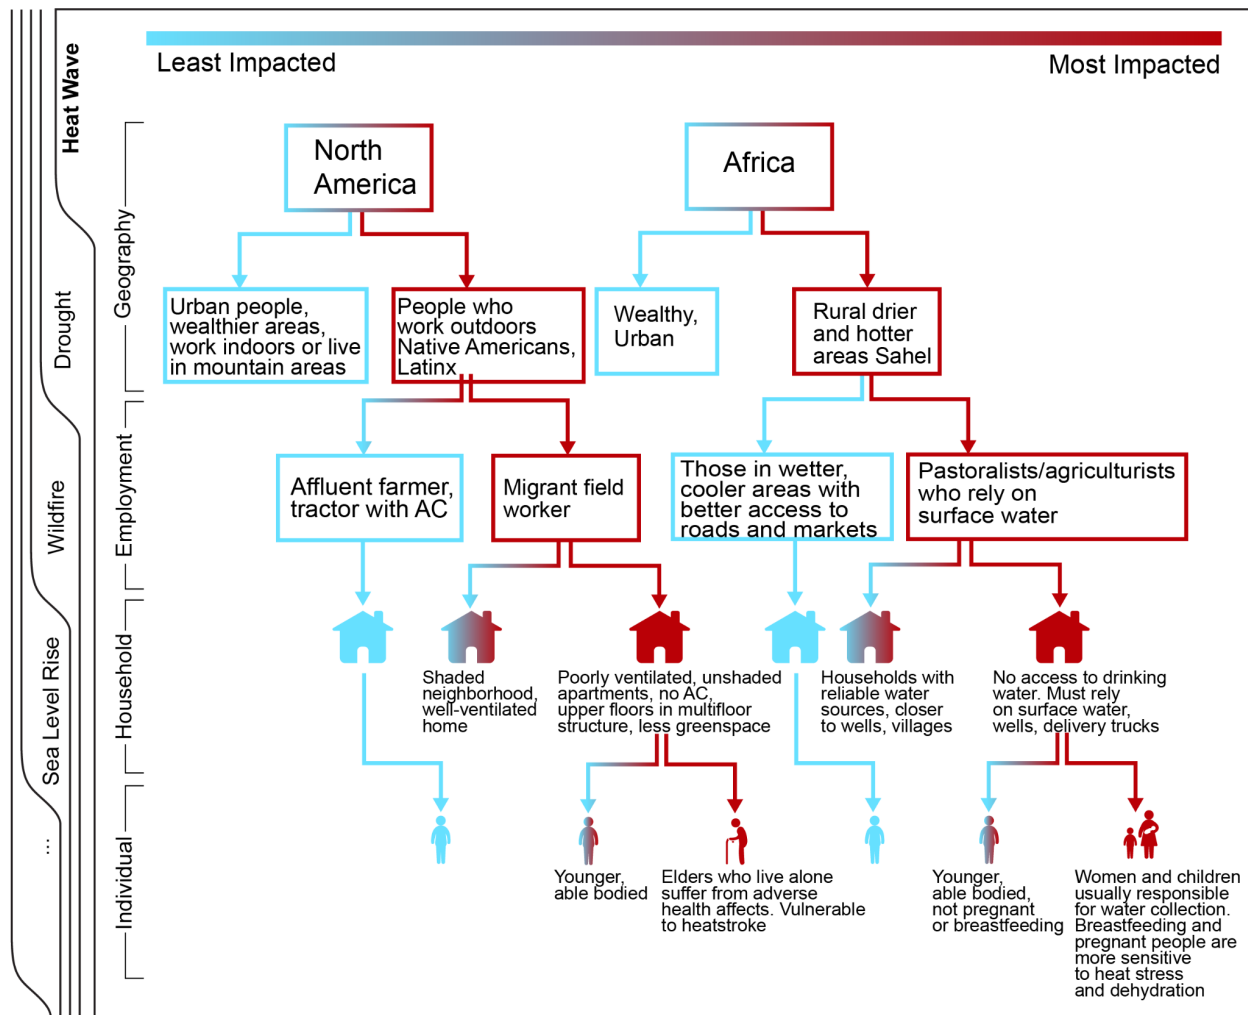 Least Impacted
Most Impacted
Heat Wave
Drought
Wildfire
Sea Level Rise
...
Geography
North
America
Africa
Urban people,
wealthier areas,
work indoors or live
in mountain areas
People who
work outdoors
Native Americans,
Latinx
Wealthy,
Urban
Rural drier
and hotter
areas Sahel
Employment
Affluent farmer,
tractor with AC
Migrant field
worker
Those in wetter,
cooler areas with
better access to
roads and markets
Pastoralists/agriculturists
who rely on
surface water
Household
Shaded
neighborhood,
well-ventilated
home
Poorly ventilated, unshaded
apartments, no AC,
upper floors in multifloor
structure, less greenspace
Households with
reliable water
sources, closer
to wells, villages
No access to drinking
water. Must rely
on surface water,
wells, delivery trucks
Individual
Younger,
able bodied
Elders who live alone
suffer from adverse
health affects. Vulnerable
to heatstroke
Younger,
able bodied,
not pregnant
or breastfeeding
Women and children
usually responsible
for water collection.
Breastfeeding and
pregnant people are
more sensitive
to heat stress
and dehydration